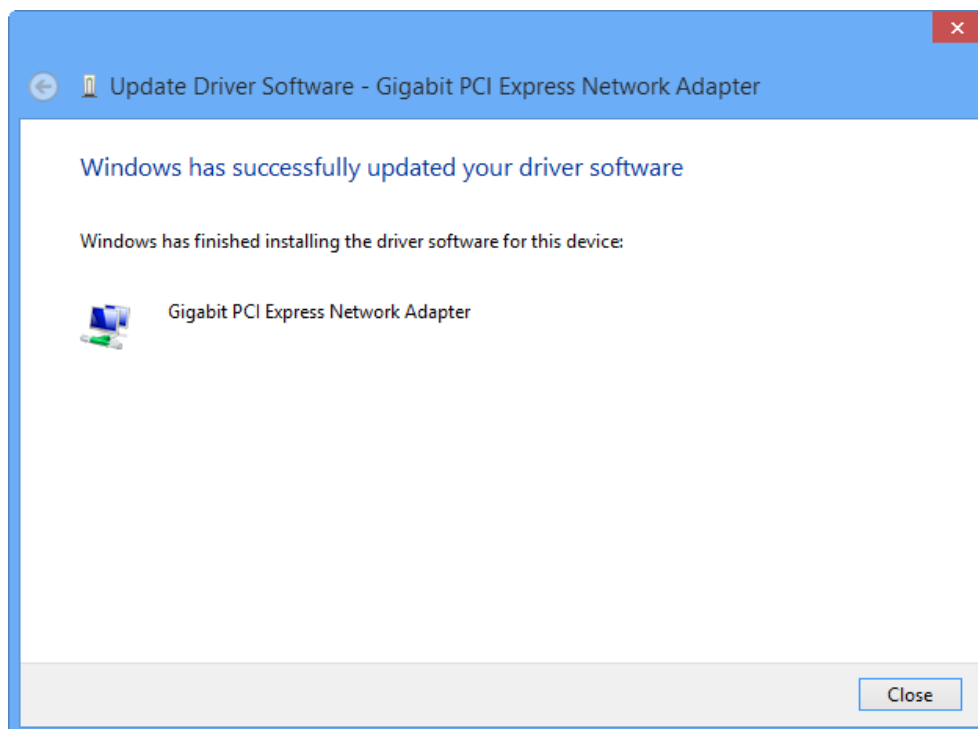 Update Driver Software - Gigabit PCI Express Network Adapter
Windows has successfully updated your driver software
Windows has finished installing the driver software for this device:
Gigabit PCI Express Network Adapter
Close